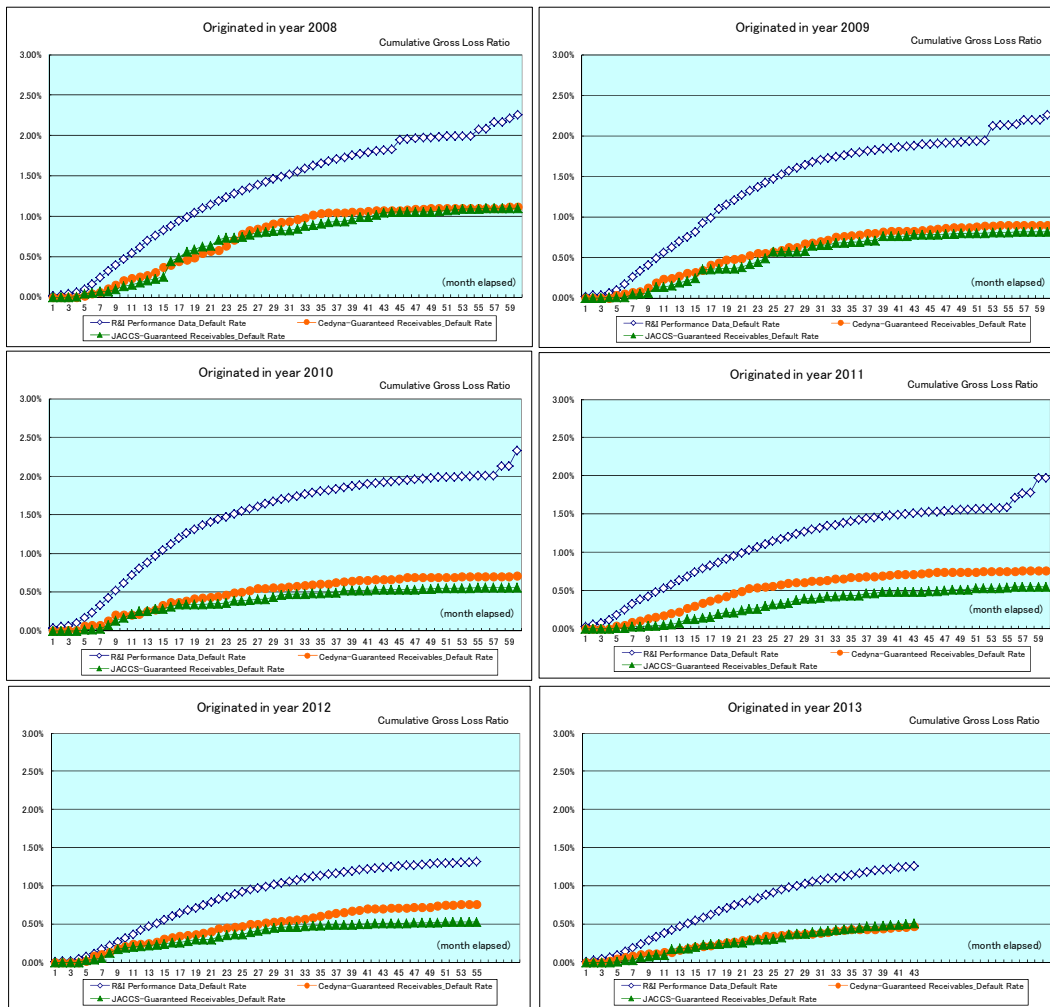 Originated in year 2008
Cumulative Gross Loss Ratio
3.00%
2.50%
2.00%
1.50%
1.00%
0.50%
0.00%
(month elapsed)
1 3 5 7 9 11 13 15 17 19 21 23 25 27 29 31 33 35 37 39 41 43 45 47 49 51 53 55 57 59
R&I Performance Data_Default Rate
Cedyna-Guaranteed Receivables_Default Rate
JACCS-Guaranteed Receivables_Default Rate
Originated in year 2009
Cumulative Gross Loss Ratio
3.00%
2.50%
2.00%
1.50%
1.00%
0.50%
0.00%
(month elapsed)
1 3 5 7 9 11 13 15 17 19 21 23 25 27 29 31 33 35 37 39 41 43 45 47 49 51 53 55 57 59
R&I Performance Data_Default Rate
Cedyna-Guaranteed Receivables_Default Rate
JACCS-Guaranteed Receivables_Default Rate
Originated in year 2010
Cumulative Gross Loss Ratio
3.00%
2.50%
2.00%
1.50%
1.00%
0.50%
0.00%
(month elapsed)
1 3 5 7 9 11 13 15 17 19 21 23 25 27 29 31 33 35 37 39 41 43 45 47 49 51 53 55 57 59
R&I Performance Data_Default Rate
Cedyna-Guaranteed Receivables_Default Rate
JACCS-Guaranteed Receivables_Default Rate
Originated in year 2011
Cumulative Gross Loss Ratio
3.00%
2.50%
2.00%
1.50%
1.00%
0.50%
0.00%
(month elapsed)
1 3 5 7 9 11 13 15 17 19 21 23 25 27 29 31 33 35 37 39 41 43 45 47 49 51 53 55 57 59
R&I Performance Data_Default Rate
Cedyna-Guaranteed Receivables_Default Rate
JACCS-Guaranteed Receivables_Default Rate
Originated in year 2012
Cumulative Gross Loss Ratio
3.00%
2.50%
2.00%
1.50%
1.00%
0.50%
0.00%
(month elapsed)
1 3 5 7 9 11 13 15 17 19 21 23 25 27 29 31 33 35 37 39 41 43 45 47 49 51 53 55
R&I Performance Data_Default Rate
Cedyna-Guaranteed Receivables_Default Rate
JACCS-Guaranteed Receivables_Default Rate
Originated in year 2013
Cumulative Gross Loss Ratio
3.00%
2.50%
2.00%
1.50%
1.00%
0.50%
0.00%
(month elapsed)
1 3 5 7 9 11 13 15 17 19 21 23 25 27 29 31 33 35 37 39 41 43
R&I Performance Data_Default Rate
Cedyna-Guaranteed Receivables_Default Rate
JACCS-Guaranteed Receivables_Default Rate